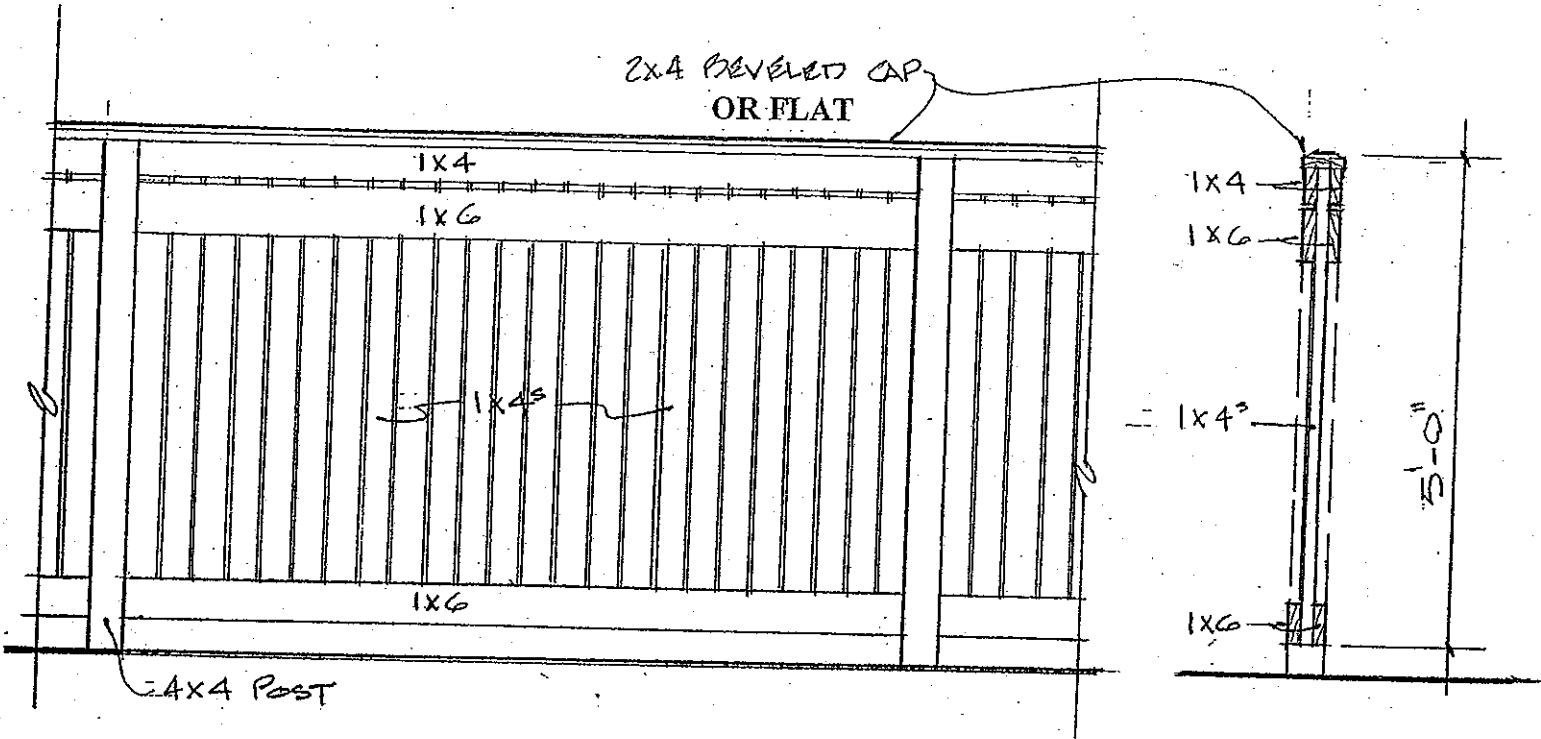 2X4 BEVELED CAP
OR FLAT
1X4
1X6
1X4s
1X6
4X4 POST
1X4
1X6
1X4s
1X6
5'-0"